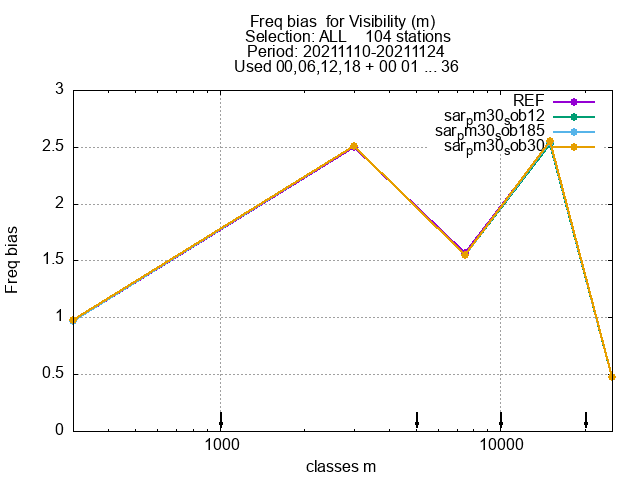 Freq bias  for Visibility (m)
Selection: ALL    104 stations
Period: 20211110-20211124
Used 00,06,12,18 + 00 01 ... 36
REF
sar_pm30_sob12
sar_pm30_sob185
sar_pm30_sob30
3
2.5
2
1.5
1
0.5
0
Freq bias
1000
10000
classes m